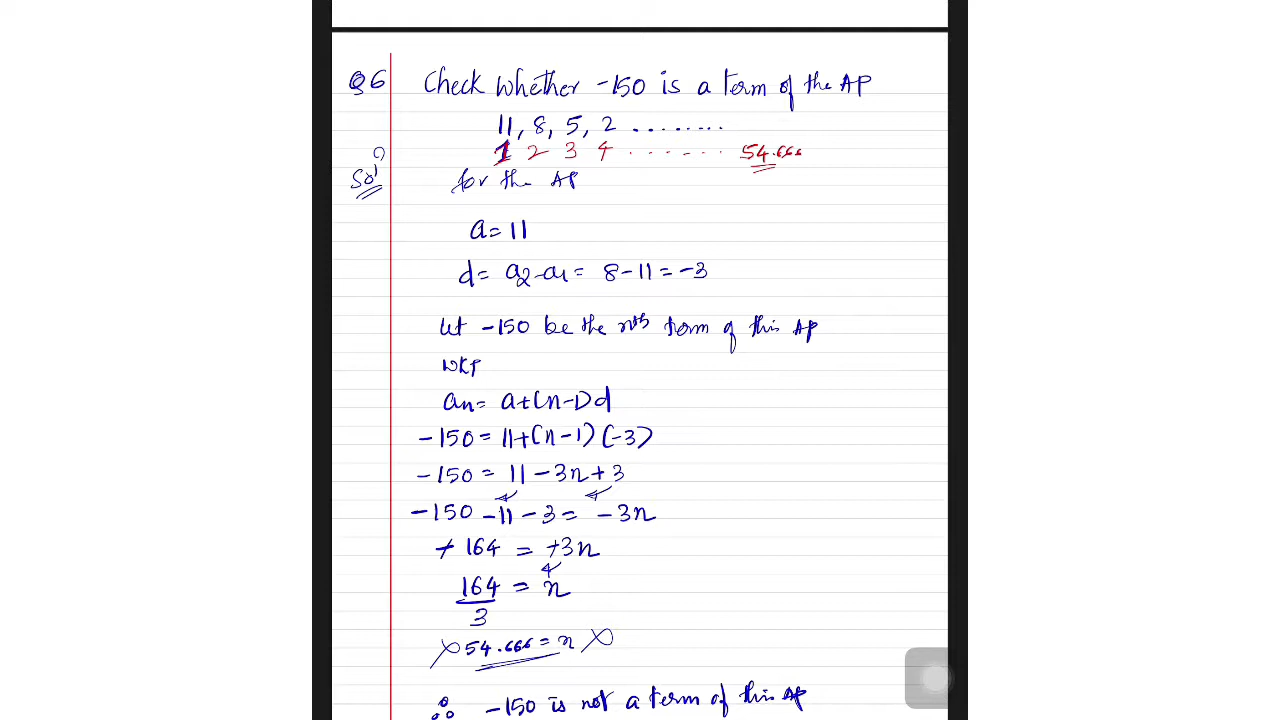 Q6 Check whether -150 is a term of the AP
11, 8, 5, 2 ........
1 2 3 4 ....... 54.666
Solⁿ for the AP
a = 11
d = a2 - a1 = 8 - 11 = -3
Let -150 be the nth term of this AP
WKT
an = a + (n-1) d
-150 = 11 + (n-1) (-3)
-150 = 11 - 3n + 3
-150 -11 - 3 = -3n
+164 = +3n
164/3 = n
54.666 = n
∴ -150 is not a term of this AP